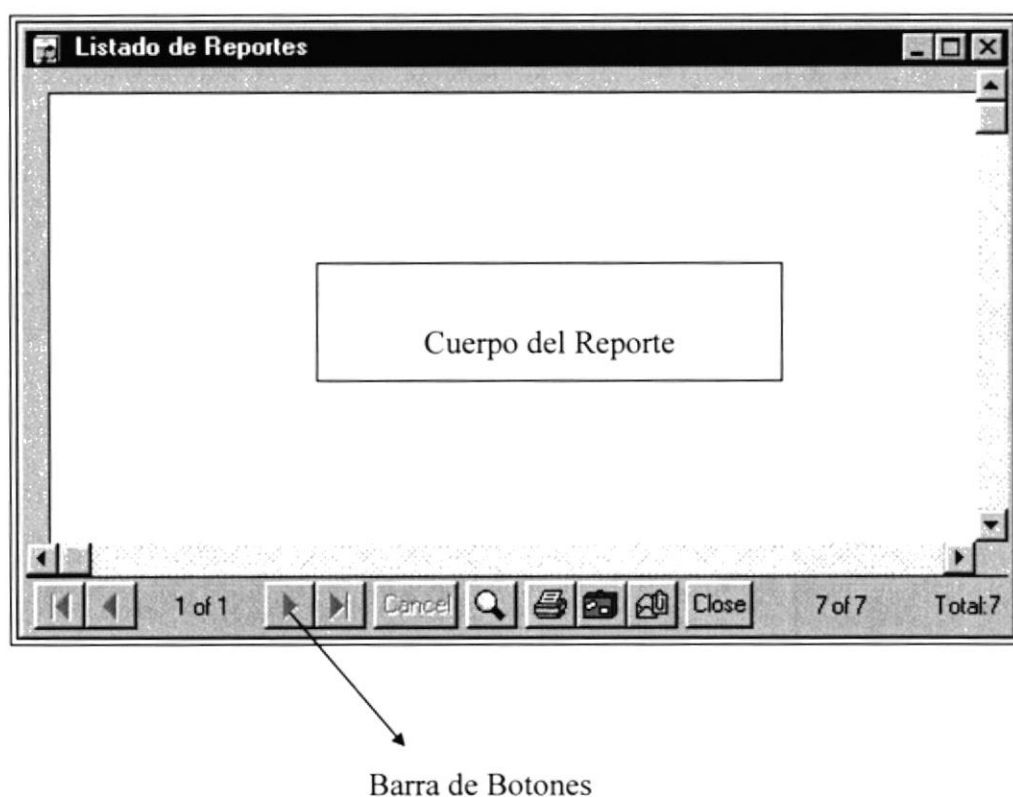 Listado de Reportes
Cuerpo del Reporte
1 of 1 Cancel Close 7 of 7 Total:7
Barra de Botones